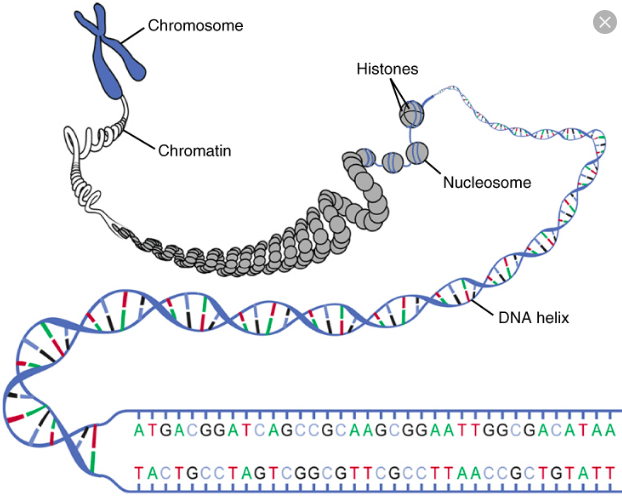 Chromosome
Histones
Chromatin
Nucleosome
DNA helix
ATGACGGATCAGCCGCAAGCGGAATTGGCGACATAA
TACTGCCTAGTCGGCGTTCGCCTTAACCGCTGTATT